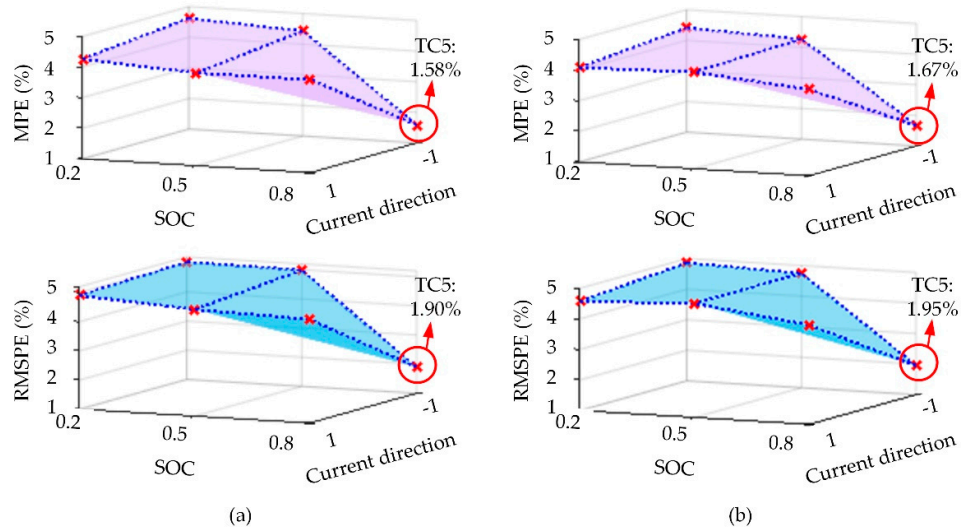 5
4
3
2
1
MPE (%)
0.2
0.5
0.8
SOC
1
-1
Current direction
TC5:
1.58%
5
4
3
2
1
MPE (%)
0.2
0.5
0.8
SOC
1
-1
Current direction
TC5:
1.67%
5
4
3
2
1
RMSPE (%)
0.2
0.5
0.8
SOC
1
-1
Current direction
TC5:
1.90%
5
4
3
2
1
RMSPE (%)
0.2
0.5
0.8
SOC
1
-1
Current direction
TC5:
1.95%
(a)
(b)